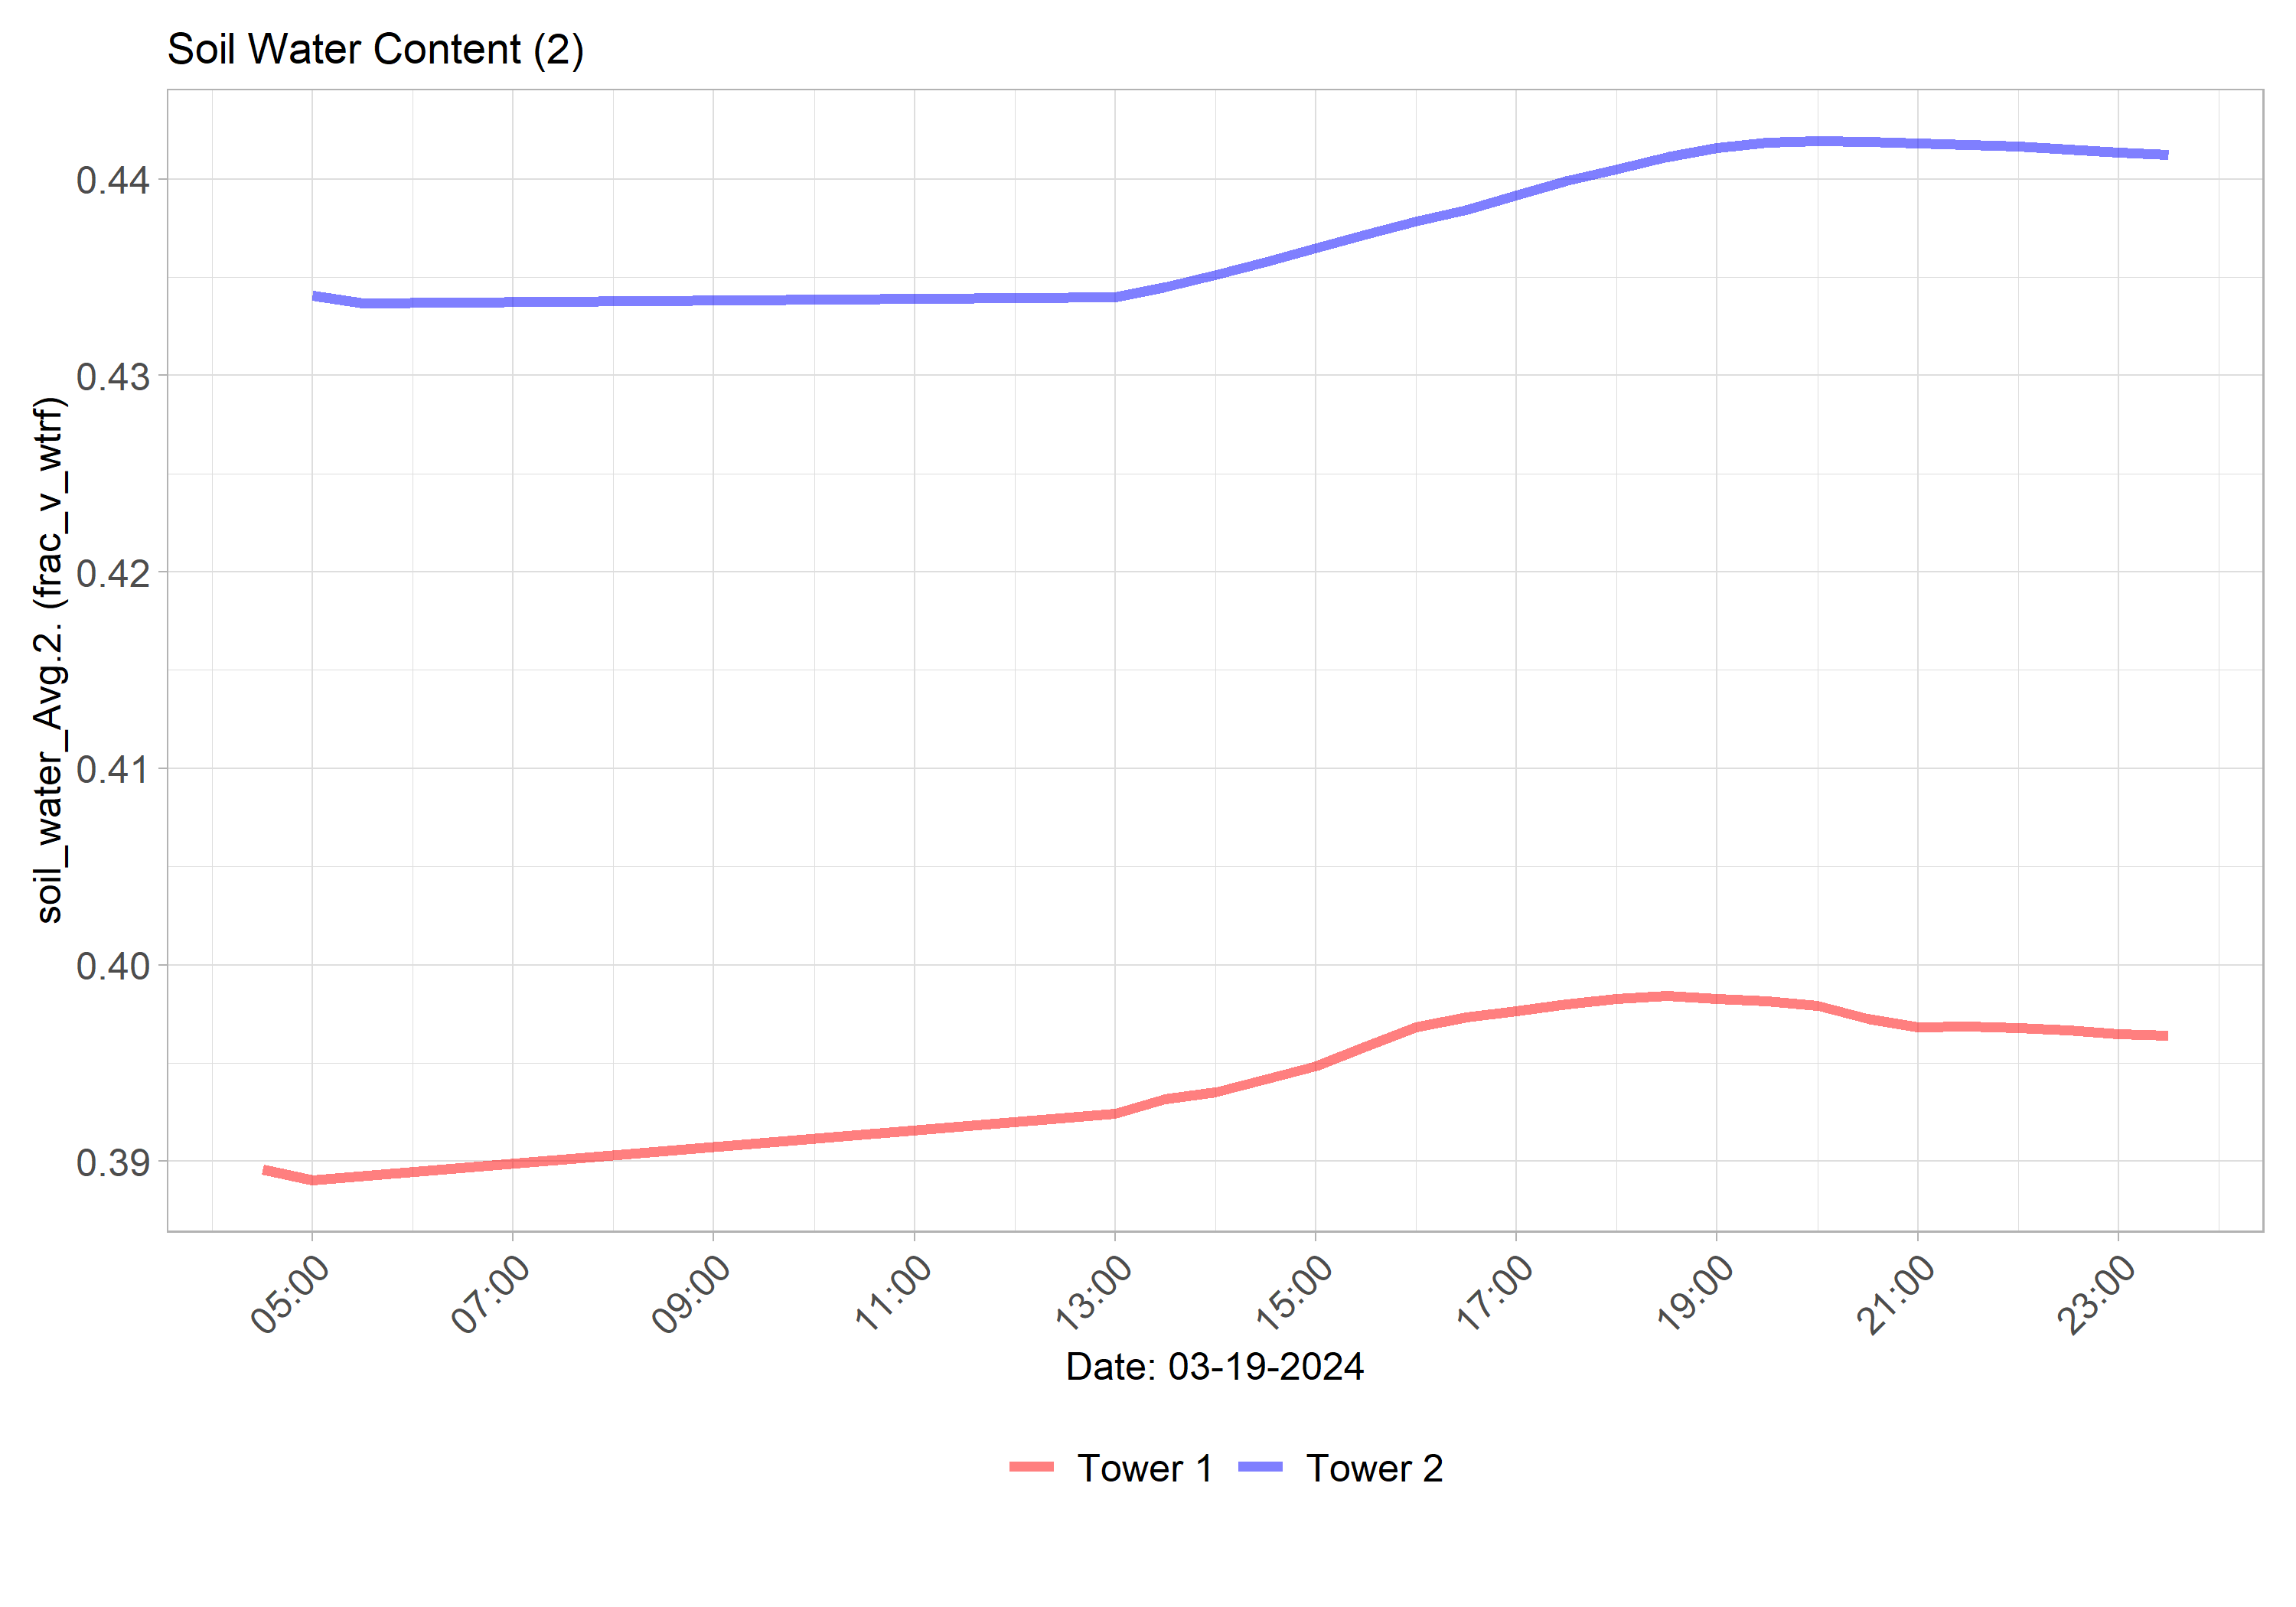 Soil Water Content (2)
soil_water_Avg.2. (frac_v_wtrf)
0.44
0.43
0.42
0.41
0.40
0.39
05:00 07:00 09:00 11:00 13:00 15:00 17:00 19:00 21:00 23:00
Date: 03-19-2024
Tower 1 Tower 2